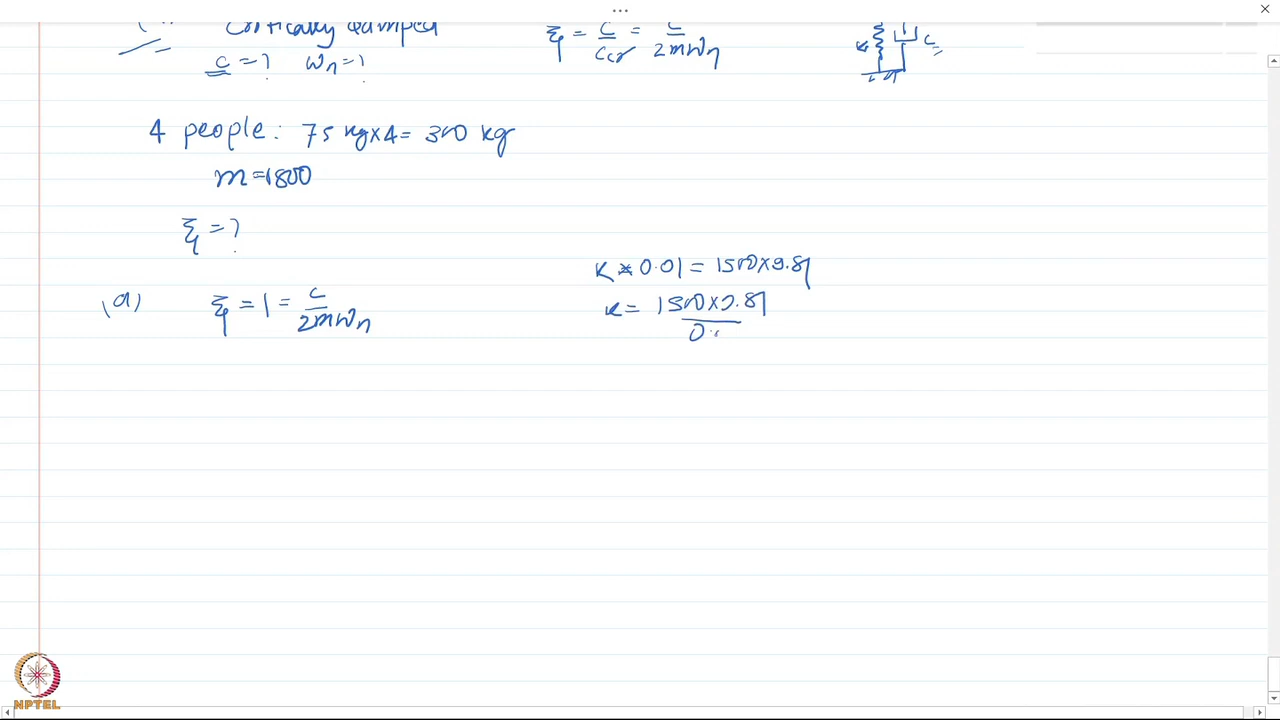 critically damped
ξ = c/ccr = c/2mωn
c = ? ωn = ?
k c
4 people: 75 kg×4 = 300 kg
m = 1800
ξ = ?
k * 0.01 = 1500×9.81
(a) ξ = 1 = c/2mωn
k = 1500×9.81/0.
NPTEL